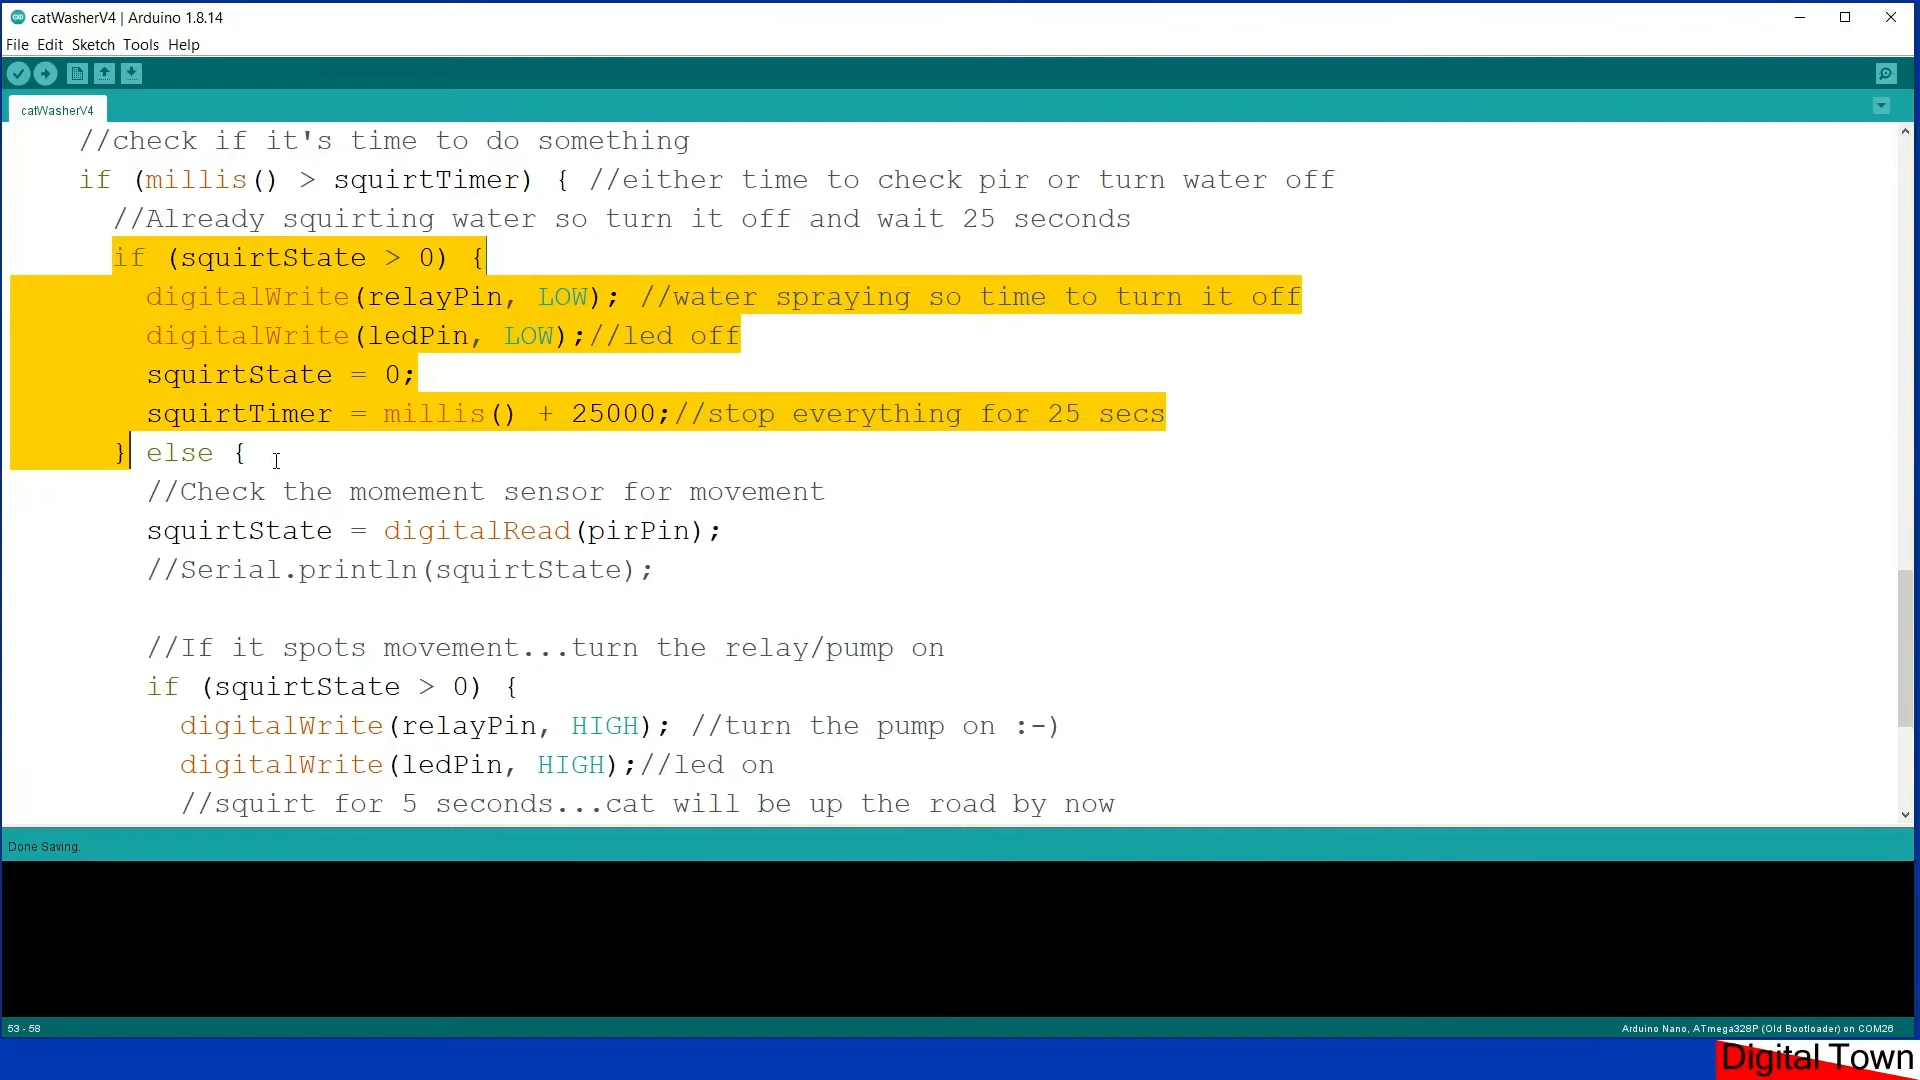 catWasherV4 | Arduino 1.8.14
File Edit Sketch Tools Help
catWasherV4
//check if it's time to do something
if (millis() > squirtTimer) { //either time to check pir or turn water off
//Already squirting water so turn it off and wait 25 seconds
if (squirtState > 0) {
digitalWrite(relayPin, LOW); //water spraying so time to turn it off
digitalWrite(ledPin, LOW);//led off
squirtState = 0;
squirtTimer = millis() + 25000;//stop everything for 25 secs
} else {
//Check the momement sensor for movement
squirtState = digitalRead(pirPin);
//Serial.println(squirtState);
//If it spots movement...turn the relay/pump on
if (squirtState > 0) {
digitalWrite(relayPin, HIGH); //turn the pump on :-)
digitalWrite(ledPin, HIGH);//led on
//squirt for 5 seconds...cat will be up the road by now
Done Saving.
53 - 58
Arduino Nano, ATmega328P (Old Bootloader) on COM26
Digital Town